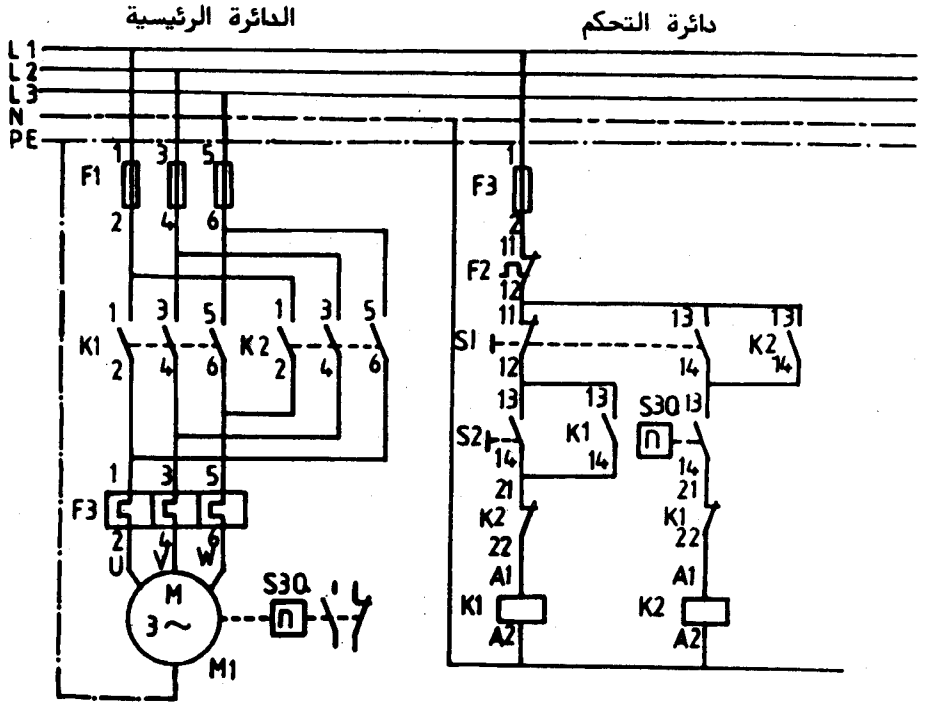 الدائرة الرئيسية
دائرة التحكم
L1
L2
L3
N
PE
F1 1 3 5
2 4 6
K1 1 3 5
2 4 6
K2 1 3 5
2 4 6
F3 1 3 5
2 4 6
U V W
M
3 ~
M1
S30
F3 1
2
F2 11
12
S1 11
12
13
14
K2 13
14
S2 13
14
K1 13
14
S30 13
14
n
K2 21
22
K1 21
22
K1 A1
A2
K2 A1
A2
n